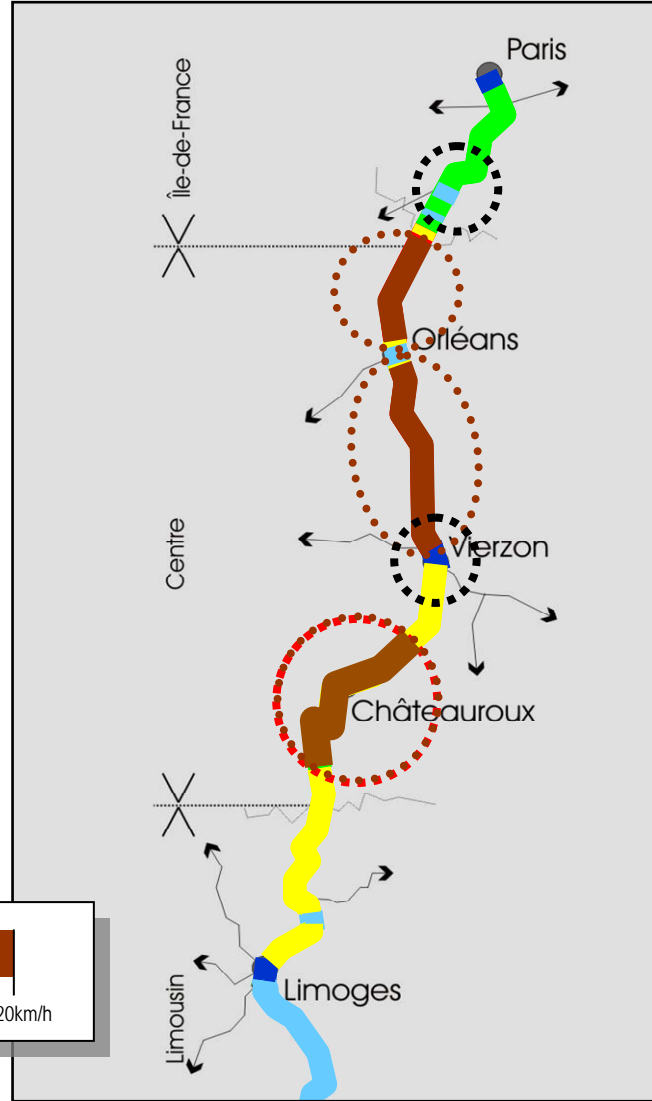 Paris
Île-de-France
Orléans
Centre
Vierzon
Châteauroux
Limoges
Limousin
20km/h